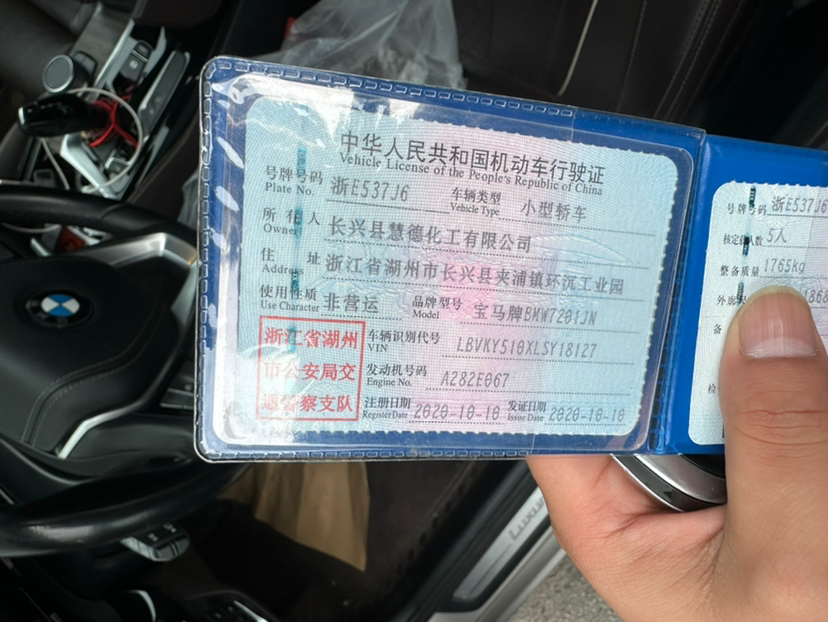 中华人民共和国机动车行驶证
Vehicle License of the People's Republic of China
号牌号码 浙E537J6 车辆类型 小型轿车
Plate No. Vehicle Type
所有人 长兴县慧德化工有限公司
Owner
住址 浙江省湖州市长兴县夹浦镇环沉工业园
Address
使用性质 非营运 品牌型号 宝马牌BMW7201JN
Use Character Model
浙江省湖州
市公安局交
通警察支队
车辆识别代号 LBVKY510XLSY18127
VIN
发动机号码 A282E067
Engine No.
注册日期 2020-10-10 发证日期 2020-10-10
Register Date Issue Date
号牌号码 浙E537J6
核定载人数 5人
整备质量 1765kg